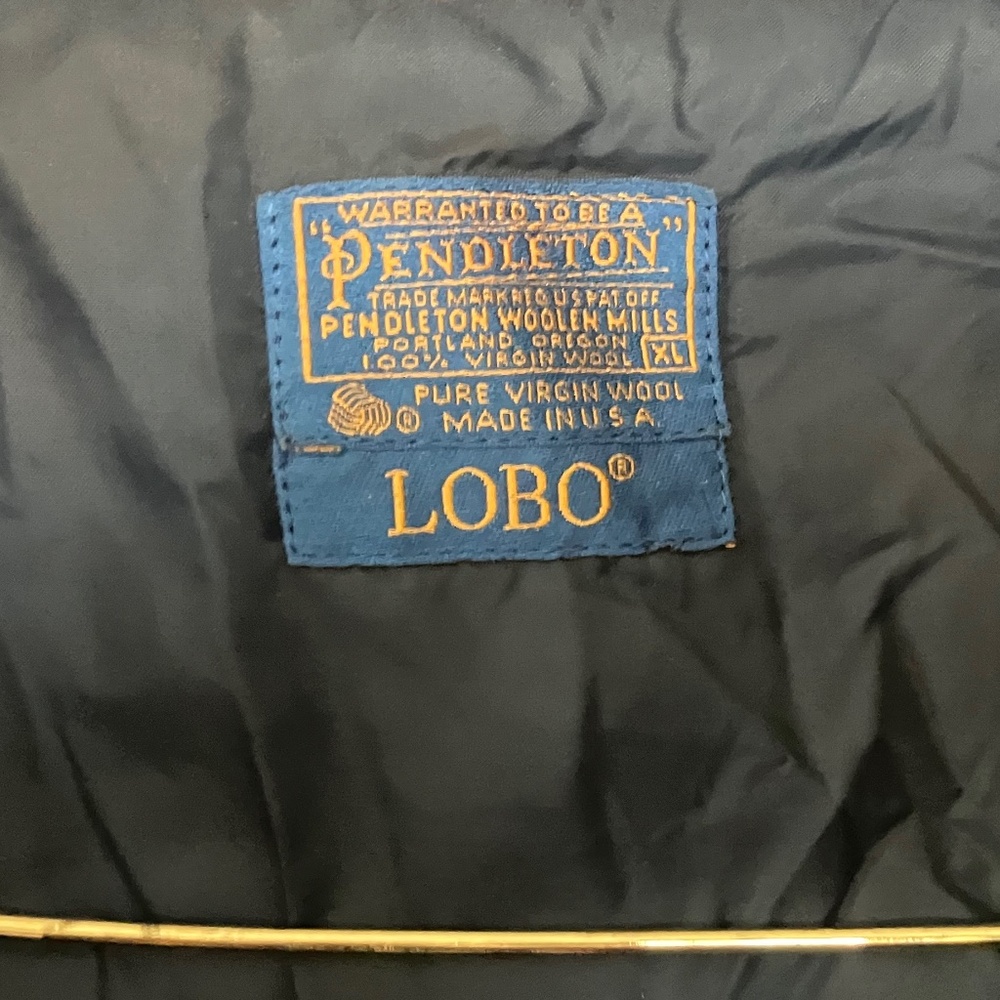 WARRANTED TO BE A
"PENDLETON"
TRADE MARK REG. U.S. PAT. OFF.
PENDLETON WOOLEN MILLS
PORTLAND, OREGON
100% VIRGIN WOOL XL
PURE VIRGIN WOOL
® MADE IN U S A.
LOBO®